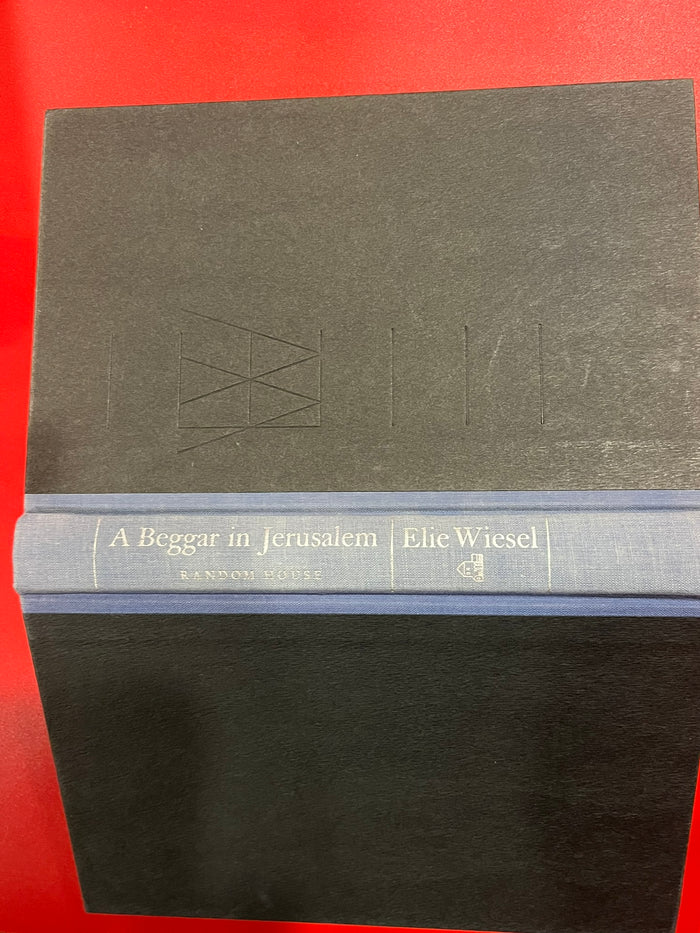 A Beggar in Jerusalem
Elie Wiesel
RANDOM HOUSE